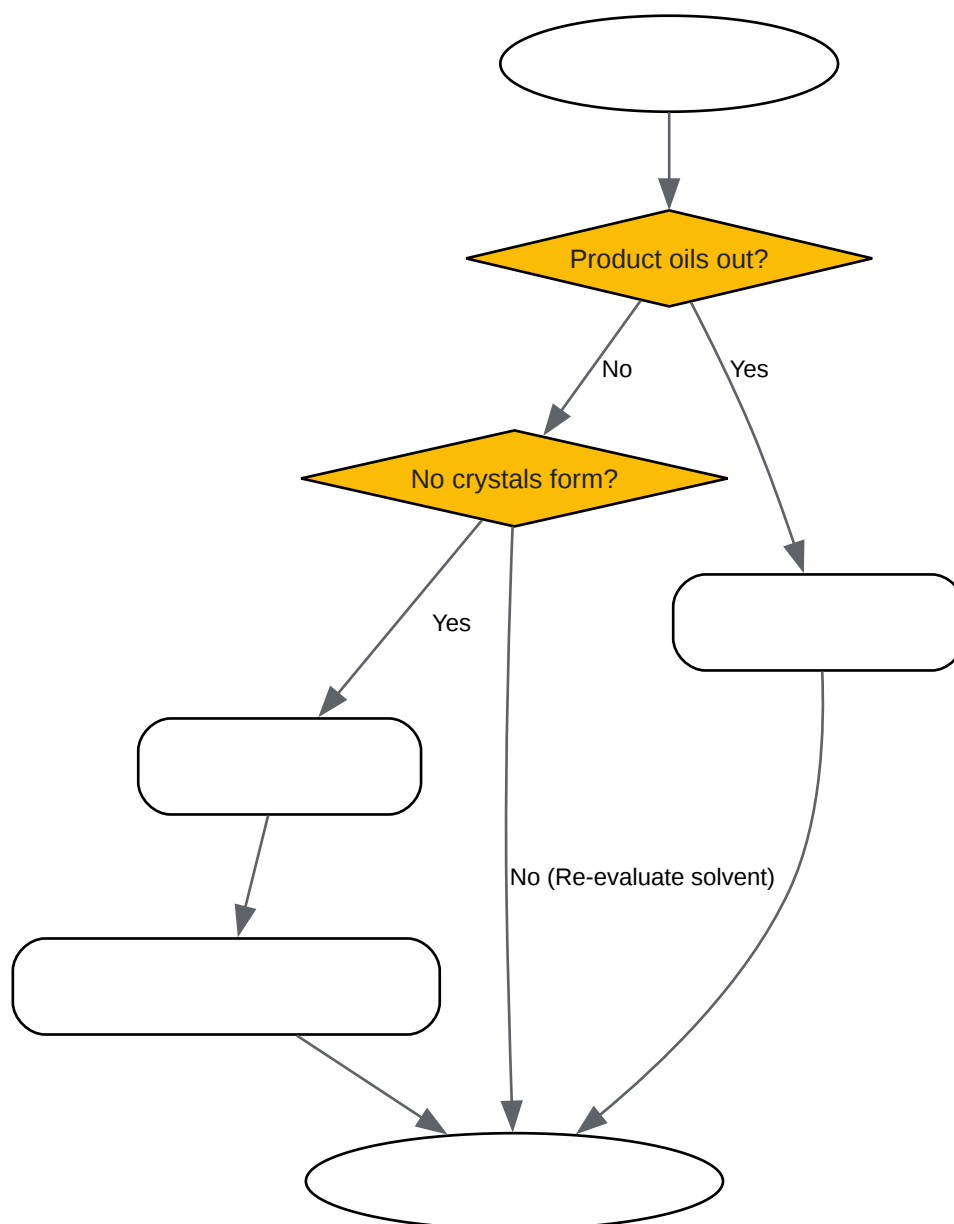 Product oils out?
No
Yes
No crystals form?
Yes
No (Re-evaluate solvent)